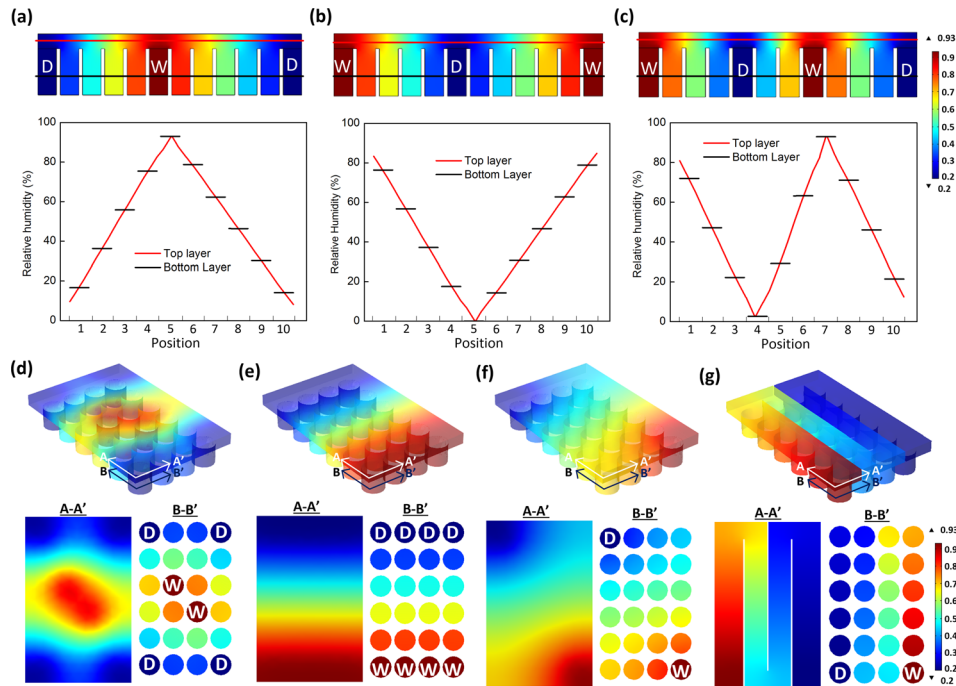 (a)
(b)
(c)
D W D
W D W
W D W D
0.93
0.9
0.8
0.7
0.6
0.5
0.4
0.3
0.2
0.2
Relative humidity (%)
100
80
60
40
20
0
Top layer
Bottom Layer
1 2 3 4 5 6 7 8 9 10
Position
Relative humidity (%)
100
80
60
40
20
0
Top layer
Bottom Layer
1 2 3 4 5 6 7 8 9 10
Position
Relative humidity (%)
100
80
60
40
20
0
Top layer
Bottom Layer
1 2 3 4 5 6 7 8 9 10
Position
(d)
(e)
(f)
(g)
A A'
B B'
A A'
B B'
A A'
B B'
A A'
B B'
A-A' B-B'
D D
W
W
D D
A-A' B-B'
D D D D
W W W W
A-A' B-B'
D
W
A-A' B-B'
D W
0.93
0.9
0.8
0.7
0.6
0.5
0.4
0.3
0.2
0.2